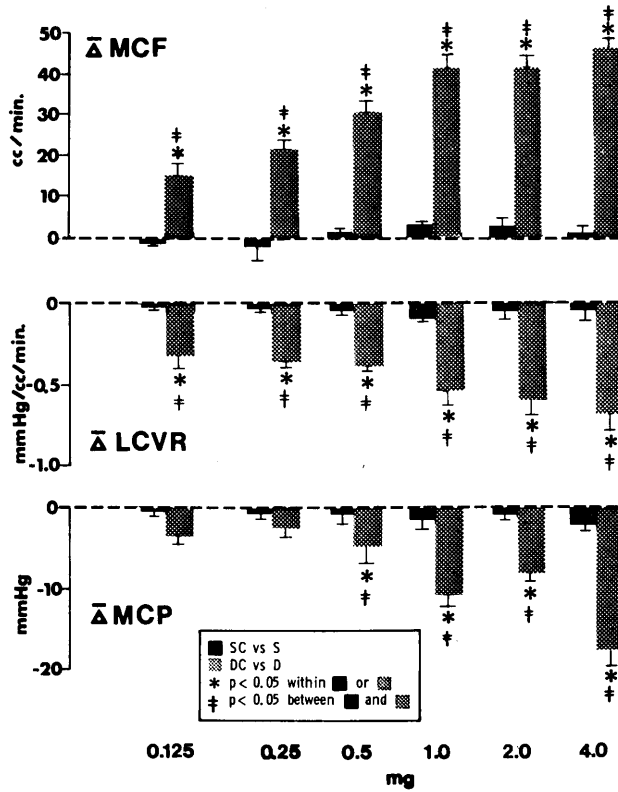 Δ̅ MCF
cc/min.
50
40
30
20
10
0
‡ * ‡ * ‡ * ‡ * ‡ * ‡ *
mmHg/cc/min.
0
-0.5
-1.0
* ‡ * ‡ * ‡ * ‡ * ‡ * ‡
Δ̅ LCVR
mmHg
0
-10
-20
* ‡ * ‡ * ‡ * ‡
Δ̅ MCP
SC vs S
DC vs D
* p < 0.05 within ■ or ▩
‡ p < 0.05 between ■ and ▩
0.125 0.25 0.5 1.0 2.0 4.0
mg